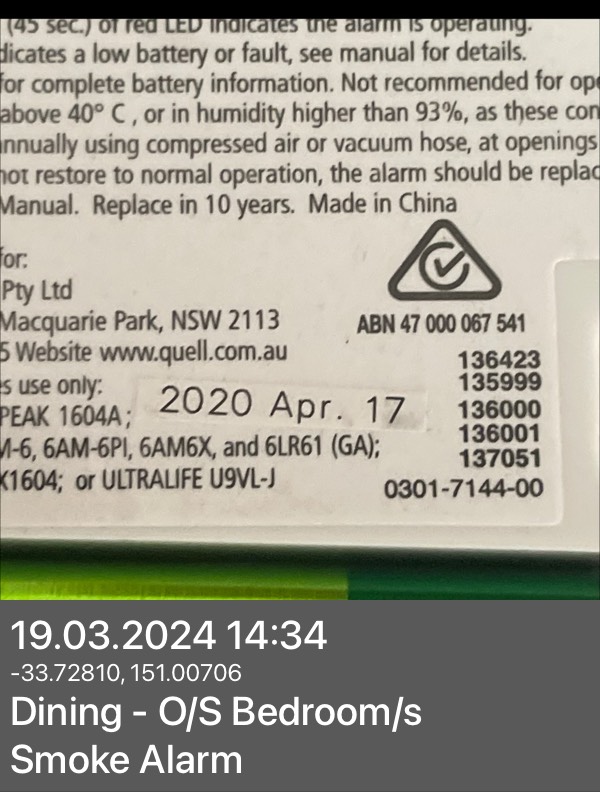 (45 sec.) of red LED indicates the alarm is operating.
dicates a low battery or fault, see manual for details.
for complete battery information. Not recommended for ope
above 40° C , or in humidity higher than 93%, as these con
nnually using compressed air or vacuum hose, at openings
not restore to normal operation, the alarm should be replac
Manual. Replace in 10 years. Made in China
for:
Pty Ltd
Macquarie Park, NSW 2113
ABN 47 000 067 541
5 Website www.quell.com.au
136423
s use only:
135999
PEAK 1604A;
2020 Apr. 17
136000
M-6, 6AM-6PI, 6AM6X, and 6LR61 (GA);
136001
137051
K1604; or ULTRALIFE U9VL-J
0301-7144-00
19.03.2024 14:34
-33.72810, 151.00706
Dining - O/S Bedroom/s
Smoke Alarm